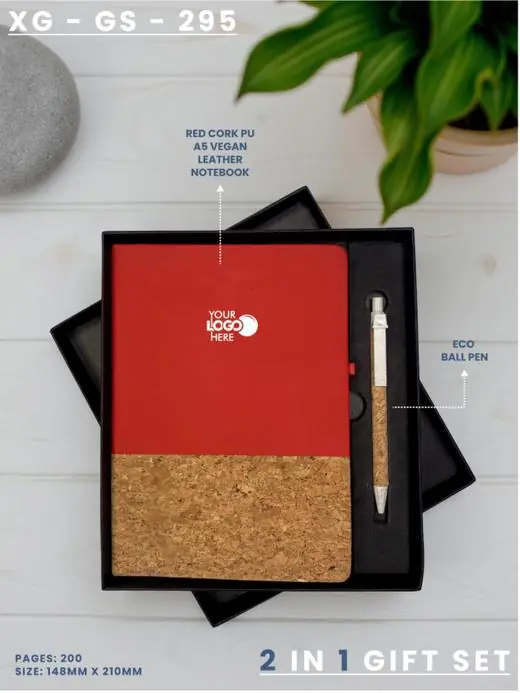 XG - GS - 295
RED CORK PU
A5 VEGAN
LEATHER
NOTEBOOK
YOUR
LOGO
HERE
ECO
BALL PEN
PAGES: 200
SIZE: 148MM X 210MM
2 IN 1 GIFT SET